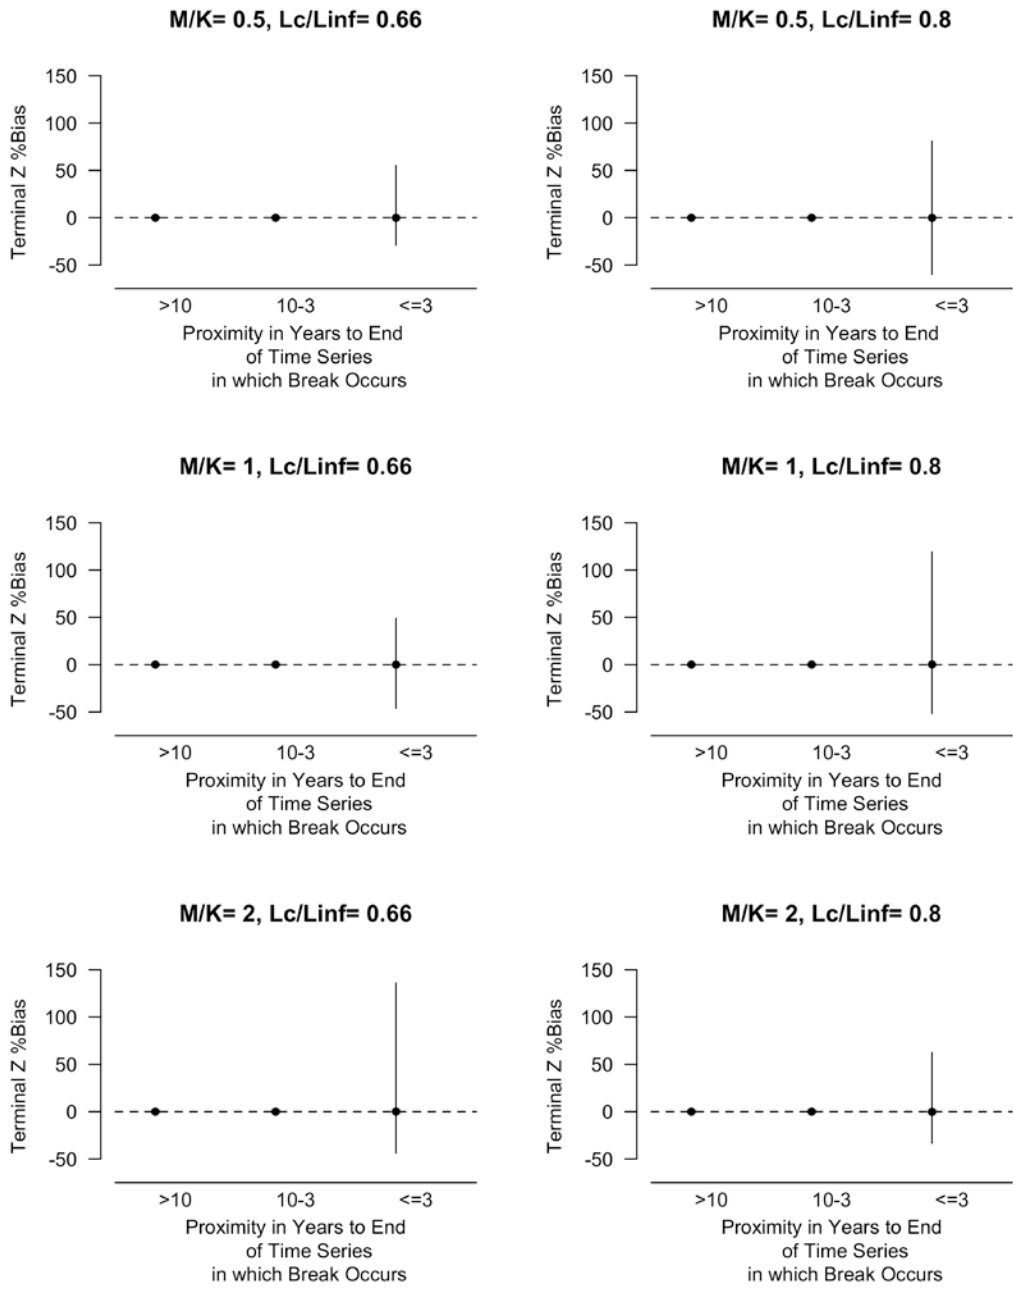 M/K= 0.5, Lc/Linf= 0.66
Terminal Z %Bias
150
100
50
0
-50
>10 10-3 <=3
Proximity in Years to End
of Time Series
in which Break Occurs
M/K= 0.5, Lc/Linf= 0.8
Terminal Z %Bias
150
100
50
0
-50
>10 10-3 <=3
Proximity in Years to End
of Time Series
in which Break Occurs
M/K= 1, Lc/Linf= 0.66
Terminal Z %Bias
150
100
50
0
-50
>10 10-3 <=3
Proximity in Years to End
of Time Series
in which Break Occurs
M/K= 1, Lc/Linf= 0.8
Terminal Z %Bias
150
100
50
0
-50
>10 10-3 <=3
Proximity in Years to End
of Time Series
in which Break Occurs
M/K= 2, Lc/Linf= 0.66
Terminal Z %Bias
150
100
50
0
-50
>10 10-3 <=3
Proximity in Years to End
of Time Series
in which Break Occurs
M/K= 2, Lc/Linf= 0.8
Terminal Z %Bias
150
100
50
0
-50
>10 10-3 <=3
Proximity in Years to End
of Time Series
in which Break Occurs